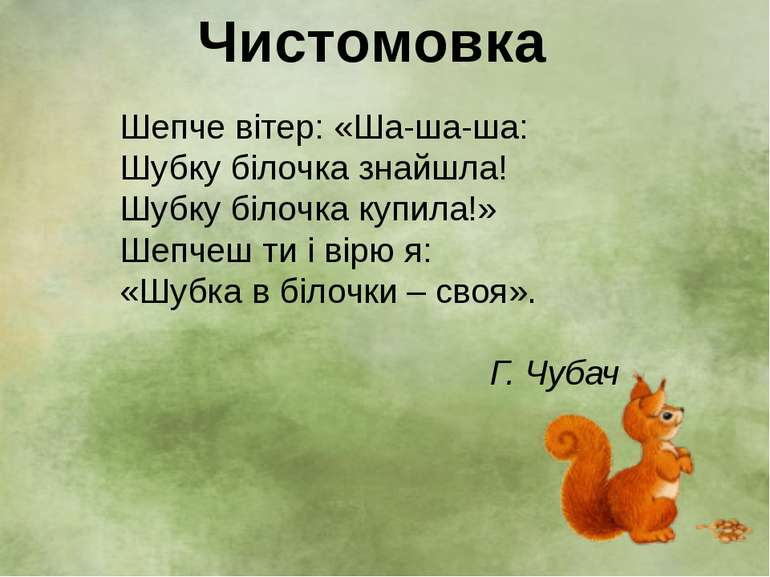 Чистомовка
Шепче вітер: «Ша-ша-ша:
Шубку білочка знайшла!
Шубку білочка купила!»
Шепчеш ти і вірю я:
«Шубка в білочки – своя».
Г. Чубач